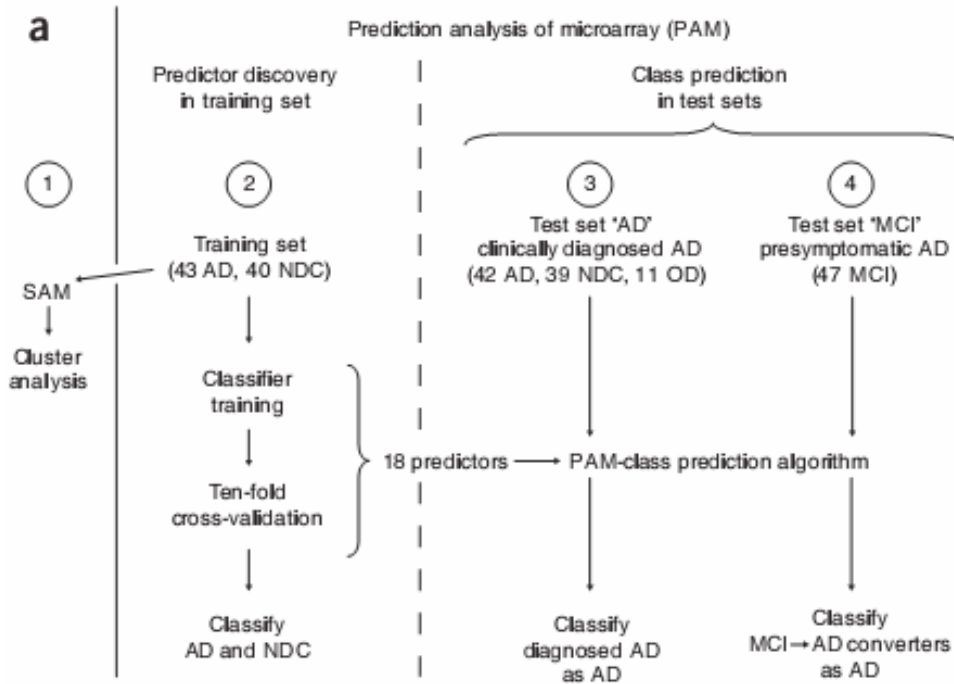 a
Prediction analysis of microarray (PAM)
Predictor discovery
in training set
Class prediction
in test sets
1
2
3
4
Training set
(43 AD, 40 NDC)
Test set "AD"
clinically diagnosed AD
(42 AD, 39 NDC, 11 OD)
Test set "MCI"
presymptomatic AD
(47 MCI)
SAM
Cluster
analysis
Classifier
training
18 predictors
PAM-class prediction algorithm
Ten-fold
cross-validation
Classify
AD and NDC
Classify
diagnosed AD
as AD
Classify
MCI→AD converters
as AD